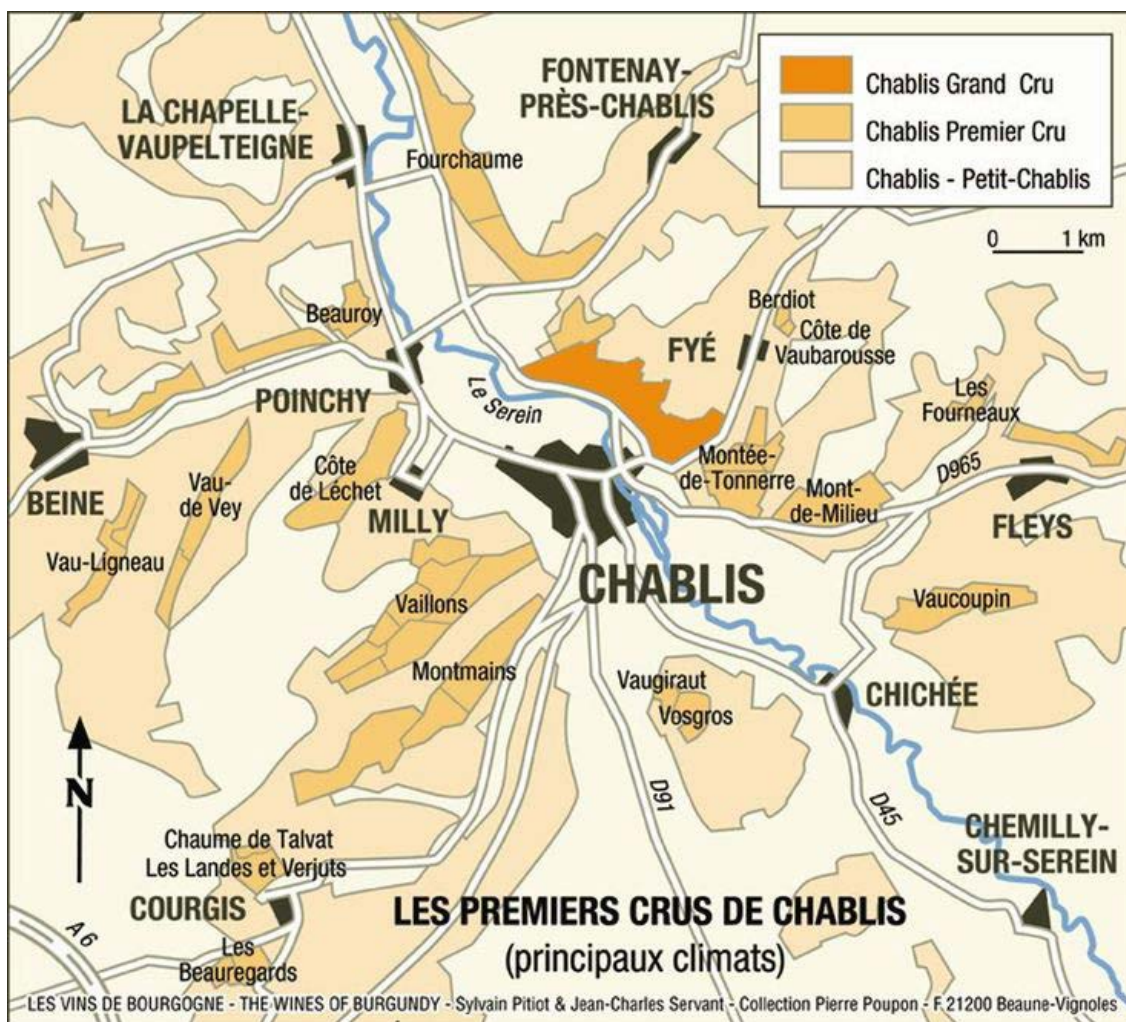 FONTENAY-
PRÈS-CHABLIS
LA CHAPELLE-
VAUPELTEIGNE
Fourchaume
Chablis Grand Cru
Chablis Premier Cru
Chablis - Petit-Chablis
0 1 km
Beauroy
Berdiot
Côte de
Vaubarousse
FYÉ
POINCHY
Le Serein
Les
Fourneaux
Montée-
de-Tonnerre
D965
Mont-
de-Milieu
FLEYS
BEINE
Vau-
de Vey
Côte
de Léchet
MILLY
Vau-Ligneau
CHABLIS
Vaillons
Vaucoupin
Montmains
Vaugiraut
Vosgros
CHICHÉE
N
D91
D45
CHEMILLY-
SUR-SEREIN
Chaume de Talvat
Les Landes et Verjuts
COURGIS
A 6
Les
Beauregards
LES PREMIERS CRUS DE CHABLIS
(principaux climats)
LES VINS DE BOURGOGNE - THE WINES OF BURGUNDY - Sylvain Pitiot & Jean-Charles Servant - Collection Pierre Poupon - F 21200 Beaune-Vignoles